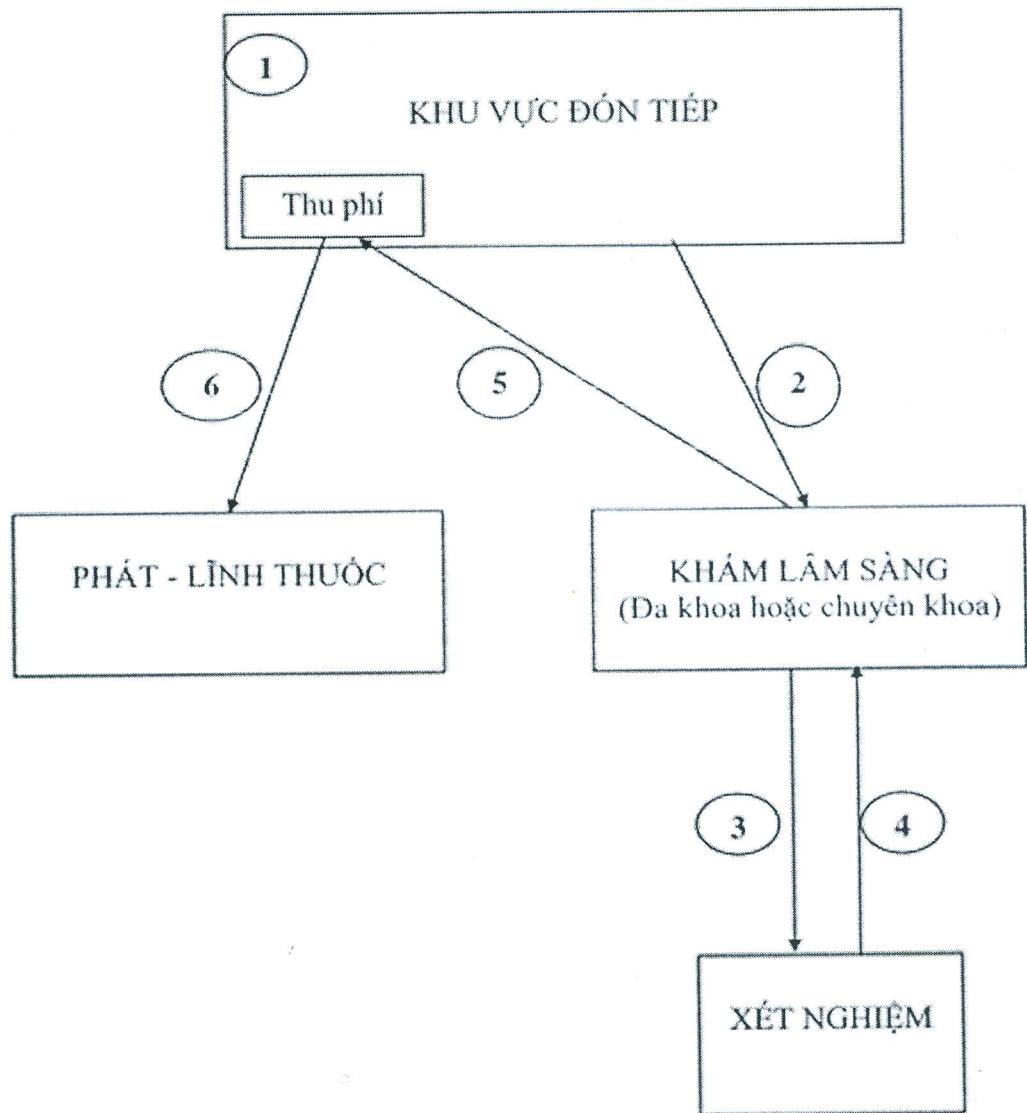 1
KHU VỰC ĐÓN TIẾP
Thu phí
6
5
2
PHÁT - LĨNH THUỐC
KHÁM LÂM SÀNG
(Đa khoa hoặc chuyên khoa)
3
4
XÉT NGHIỆM